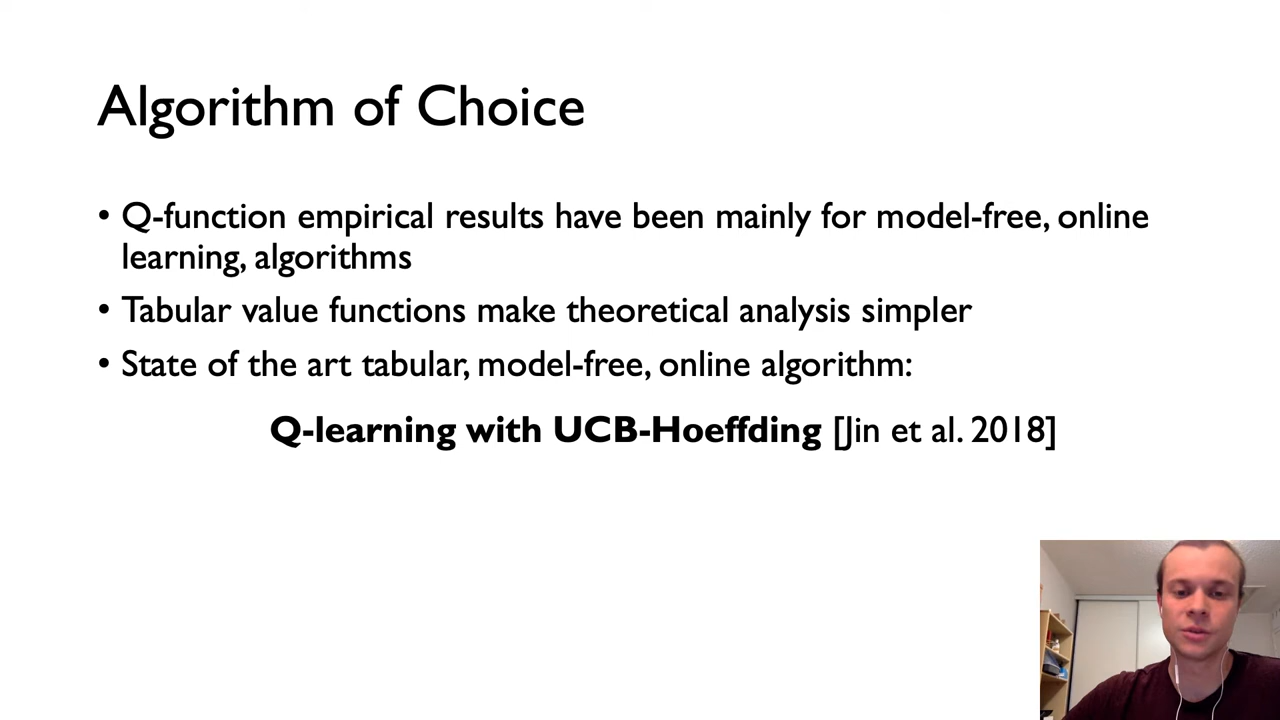 Algorithm of Choice
• Q-function empirical results have been mainly for model-free, online
learning, algorithms
• Tabular value functions make theoretical analysis simpler
• State of the art tabular, model-free, online algorithm:
Q-learning with UCB-Hoeffding [Jin et al. 2018]